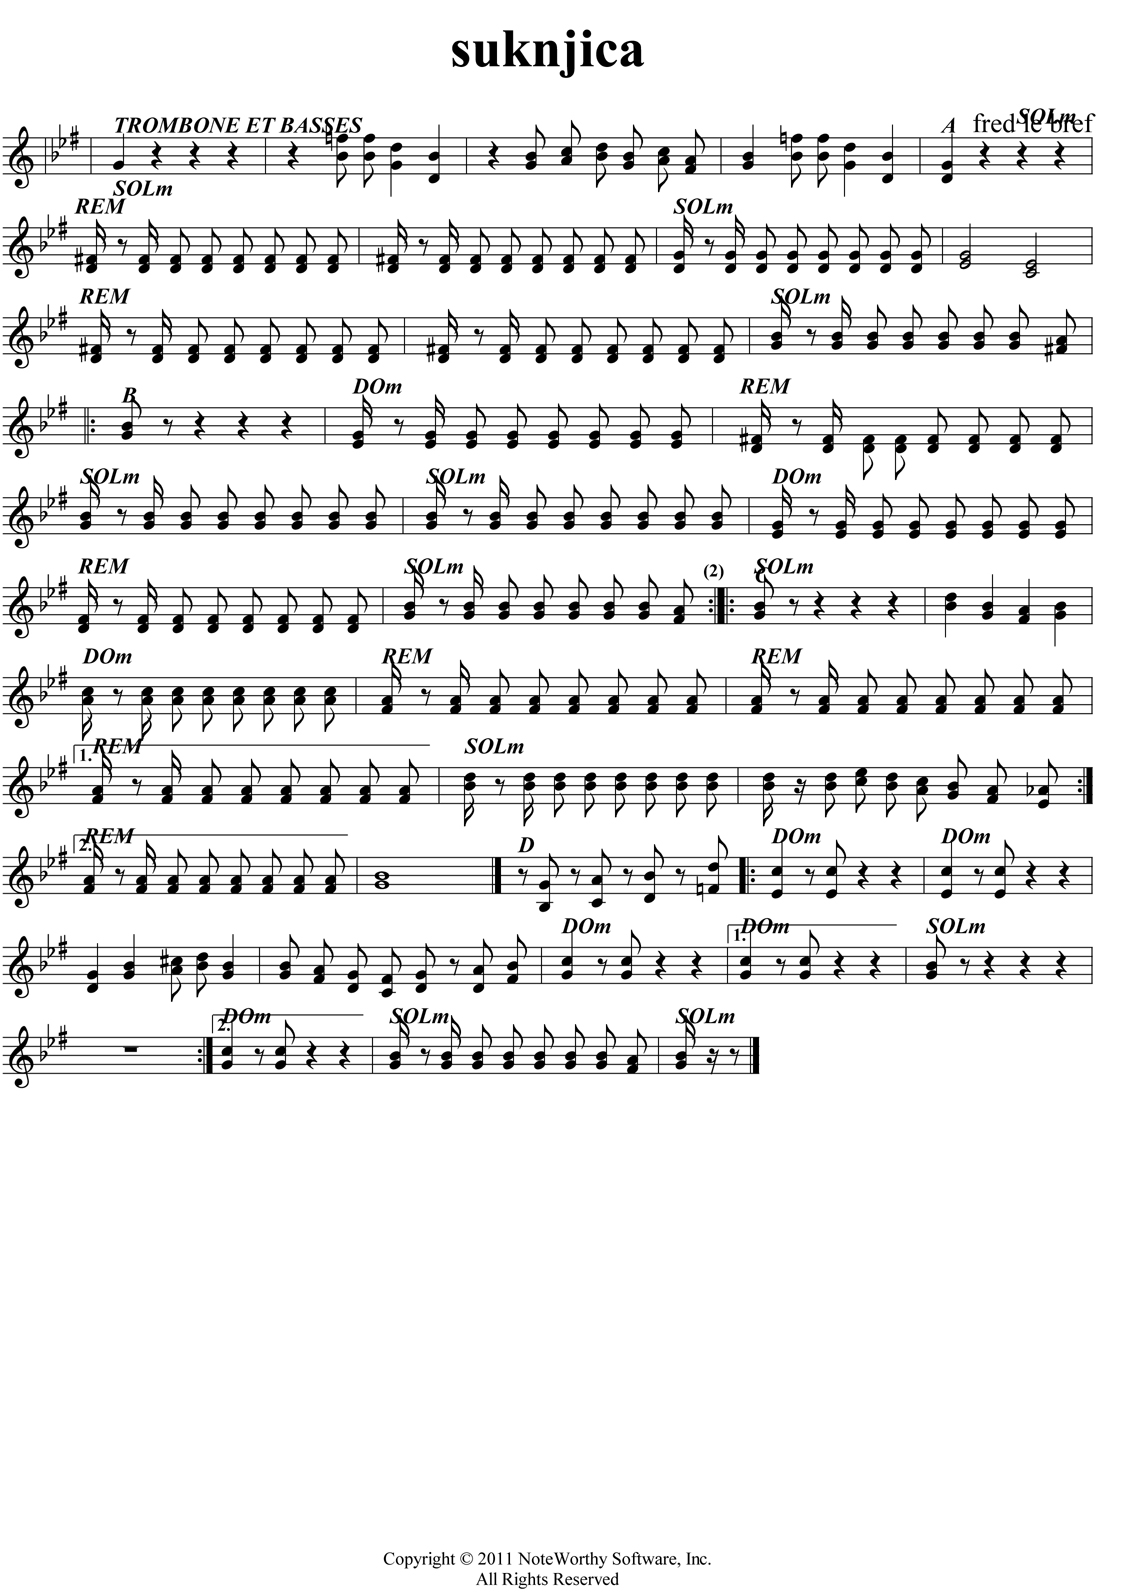 suknjica
TROMBONE ET BASSES
A fred le bref SOLm
SOLm
REM SOLm
REM SOLm
B DOm REM
SOLm SOLm DOm
REM SOLm (2) SOLm
DOm REM REM
1. REM SOLm
2. REM D DOm DOm
DOm 1. DOm SOLm
2. DOm SOLm SOLm
Copyright © 2011 NoteWorthy Software, Inc.
All Rights Reserved